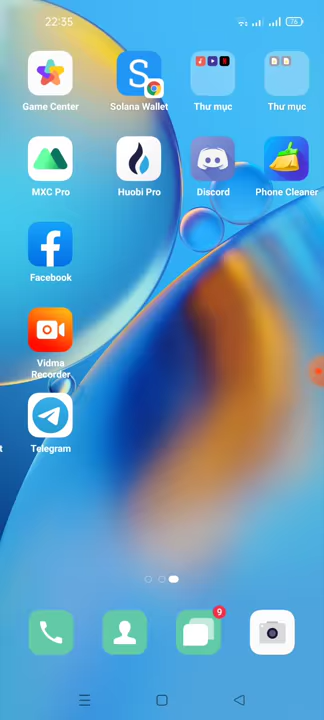 22:35
76
Game Center
S
Solana Wallet
Thư mục
Thư mục
MXC Pro
Huobi Pro
Discord
Phone Cleaner
Facebook
Vidma
Recorder
Telegram
t
9